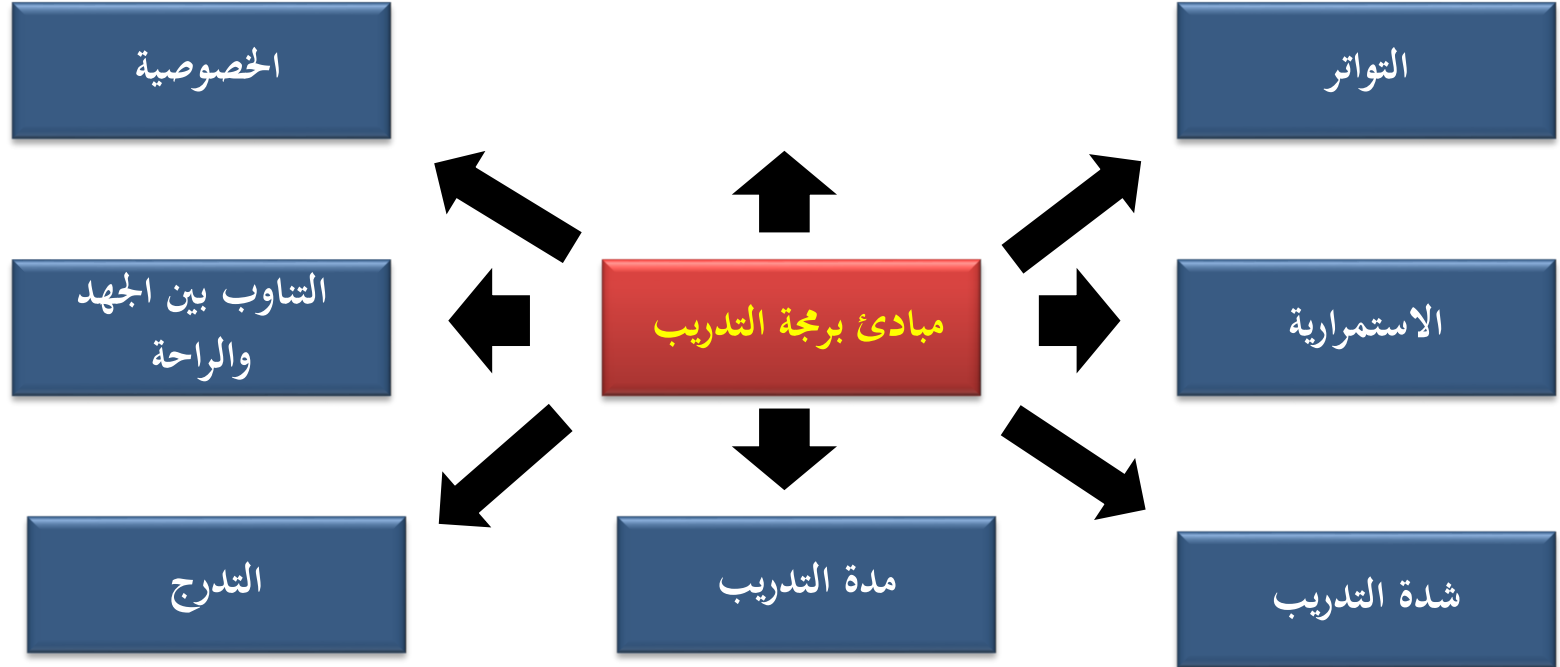 التواتر
الخصوصية
الاستمرارية
مبادئ برمجة التدريب
التناوب بين الجهد
والراحة
شدة التدريب
مدة التدريب
التدرج